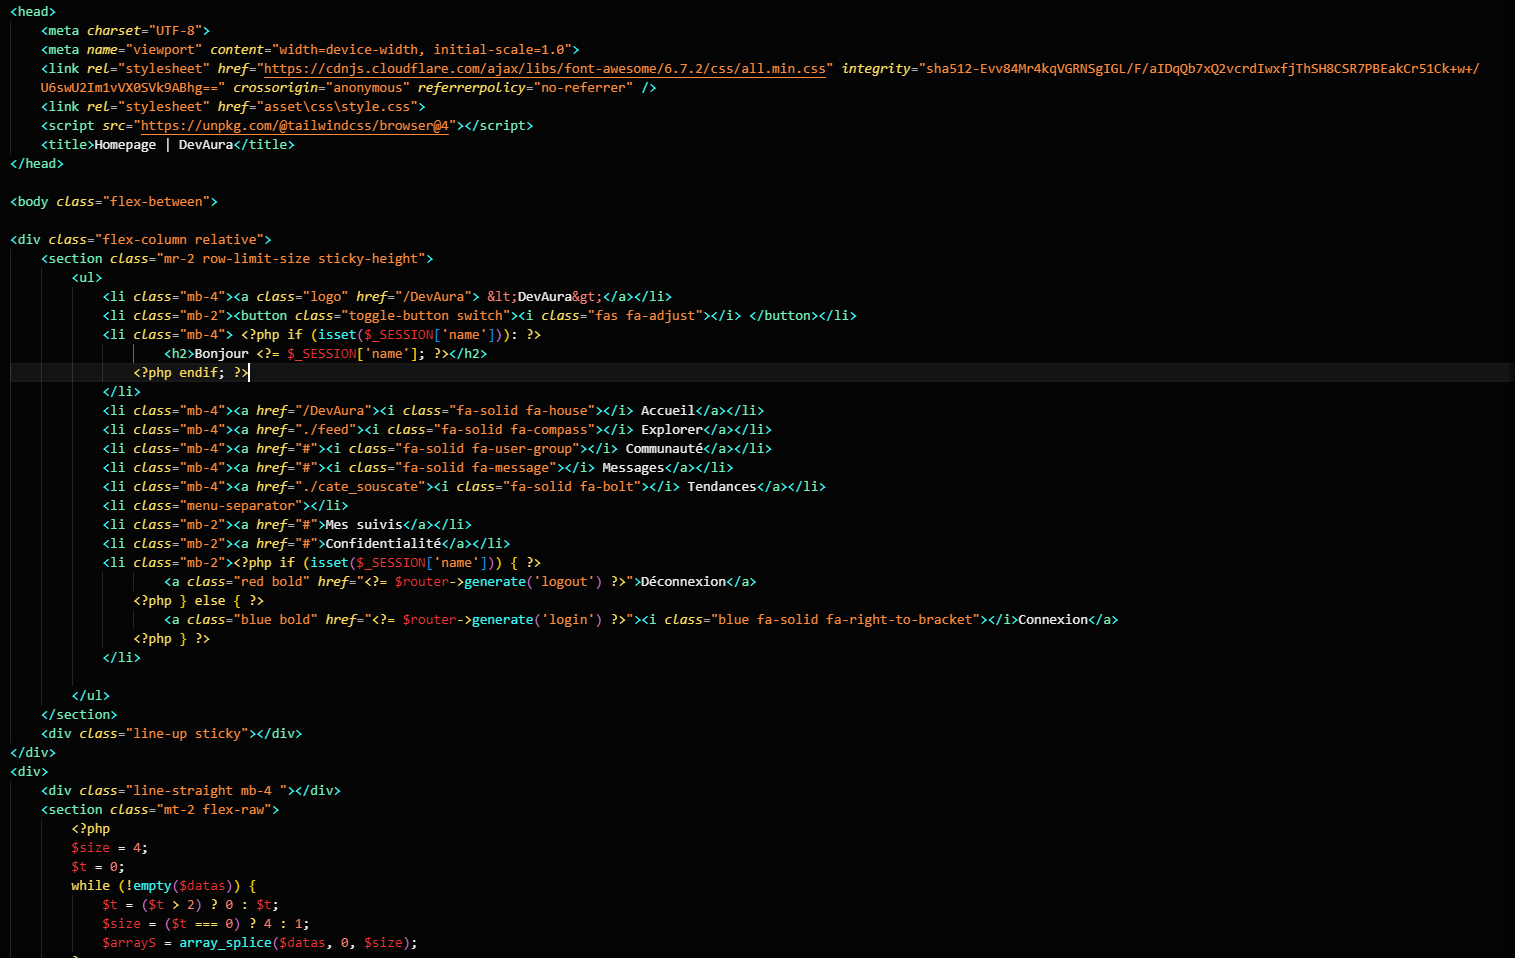 <head>
<meta charset="UTF-8">
<meta name="viewport" content="width=device-width, initial-scale=1.0">
<link rel="stylesheet" href="https://cdnjs.cloudflare.com/ajax/libs/font-awesome/6.7.2/css/all.min.css" integrity="sha512-Evv84Mr4kqVGRNSgIGL/F/aIDqQb7xQ2vcrdIwxfjThSH8CSR7PBEakCr51Ck+w+/
U6swU2Im1vVX0SVk9ABhg==" crossorigin="anonymous" referrerpolicy="no-referrer" />
<link rel="stylesheet" href="asset\css\style.css">
<script src="https://unpkg.com/@tailwindcss/browser@4"></script>
<title>Homepage | DevAura</title>
</head>
<body class="flex-between">
<div class="flex-column relative">
<section class="mr-2 row-limit-size sticky-height">
<ul>
<li class="mb-4"><a class="logo" href="/DevAura"> &lt;DevAura&gt;</a></li>
<li class="mb-2"><button class="toggle-button switch"><i class="fas fa-adjust"></i> </button></li>
<li class="mb-4"> <?php if (isset($_SESSION['name'])): ?>
<h2>Bonjour <?= $_SESSION['name']; ?></h2>
<?php endif; ?>
</li>
<li class="mb-4"><a href="/DevAura"><i class="fa-solid fa-house"></i> Accueil</a></li>
<li class="mb-4"><a href="./feed"><i class="fa-solid fa-compass"></i> Explorer</a></li>
<li class="mb-4"><a href="#"><i class="fa-solid fa-user-group"></i> Communauté</a></li>
<li class="mb-4"><a href="#"><i class="fa-solid fa-message"></i> Messages</a></li>
<li class="mb-4"><a href="./cate_souscate"><i class="fa-solid fa-bolt"></i> Tendances</a></li>
<li class="menu-separator"></li>
<li class="mb-2"><a href="#">Mes suivis</a></li>
<li class="mb-2"><a href="#">Confidentialité</a></li>
<li class="mb-2"><?php if (isset($_SESSION['name'])) { ?>
<a class="red bold" href="<?= $router->generate('logout') ?>">Déconnexion</a>
<?php } else { ?>
<a class="blue bold" href="<?= $router->generate('login') ?>"><i class="blue fa-solid fa-right-to-bracket"></i>Connexion</a>
<?php } ?>
</li>
</ul>
</section>
<div class="line-up sticky"></div>
</div>
<div>
<div class="line-straight mb-4 "></div>
<section class="mt-2 flex-raw">
<?php
$size = 4;
$t = 0;
while (!empty($datas)) {
$t = ($t > 2) ? 0 : $t;
$size = ($t === 0) ? 4 : 1;
$arrayS = array_splice($datas, 0, $size);